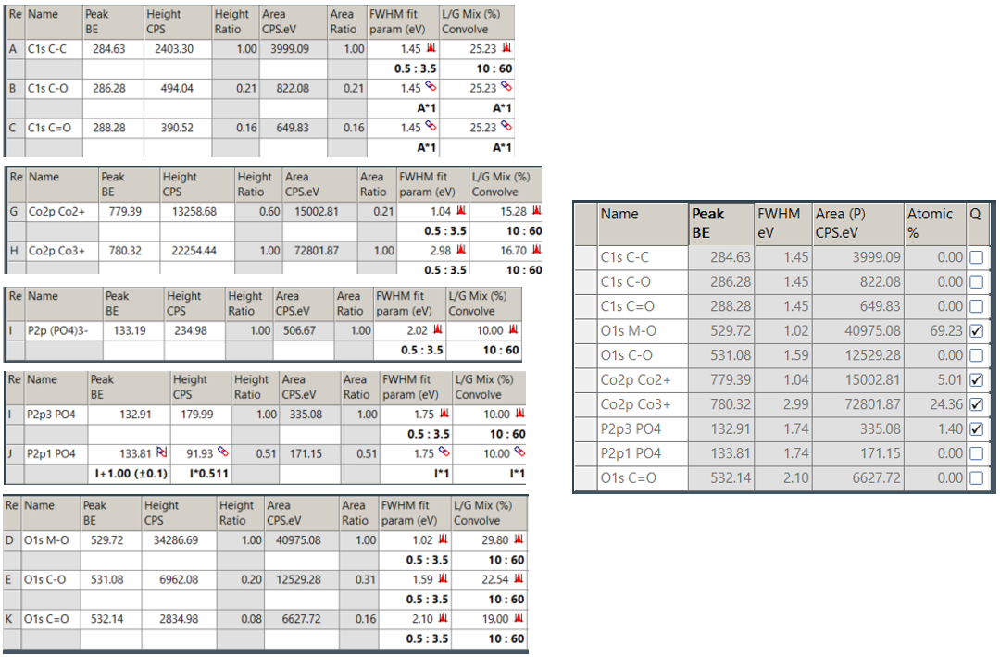 Re Name Peak Height Height Area Area FWHM fit L/G Mix (%)
BE CPS Ratio CPS.eV Ratio param (eV) Convolve
A C1s C-C 284.63 2403.30 1.00 3999.09 1.00 1.45 25.23
0.5 : 3.5 10 : 60
B C1s C-O 286.28 494.04 0.21 822.08 0.21 1.45 25.23
A*1 A*1
C C1s C=O 288.28 390.52 0.16 649.83 0.16 1.45 25.23
A*1 A*1
Re Name Peak Height Height Area Area FWHM fit L/G Mix (%)
BE CPS Ratio CPS.eV Ratio param (eV) Convolve
G Co2p Co2+ 779.39 13258.68 0.60 15002.81 0.21 1.04 15.28
0.5 : 3.5 10 : 60
H Co2p Co3+ 780.32 22254.44 1.00 72801.87 1.00 2.98 16.70
0.5 : 3.5 10 : 60
Re Name Peak Height Height Area Area FWHM fit L/G Mix (%)
BE CPS Ratio CPS.eV Ratio param (eV) Convolve
I P2p (PO4)3- 133.19 234.98 1.00 506.67 1.00 2.02 10.00
0.5 : 3.5 10 : 60
Re Name Peak Height Height Area Area FWHM fit L/G Mix (%)
BE CPS Ratio CPS.eV Ratio param (eV) Convolve
I P2p3 PO4 132.91 179.99 1.00 335.08 1.00 1.75 10.00
0.5 : 3.5 10 : 60
J P2p1 PO4 133.81 91.93 0.51 171.15 0.51 1.75 10.00
I+1.00 (±0.1) I*0.511 I*1 I*1
Re Name Peak Height Height Area Area FWHM fit L/G Mix (%)
BE CPS Ratio CPS.eV Ratio param (eV) Convolve
D O1s M-O 529.72 34286.69 1.00 40975.08 1.00 1.02 29.80
0.5 : 3.5 10 : 60
E O1s C-O 531.08 6962.08 0.20 12529.28 0.31 1.59 22.54
0.5 : 3.5 10 : 60
K O1s C=O 532.14 2834.98 0.08 6627.72 0.16 2.10 19.00
0.5 : 3.5 10 : 60
Name Peak FWHM Area (P) Atomic Q
BE eV CPS.eV %
C1s C-C 284.63 1.45 3999.09 0.00
C1s C-O 286.28 1.45 822.08 0.00
C1s C=O 288.28 1.45 649.83 0.00
O1s M-O 529.72 1.02 40975.08 69.23
O1s C-O 531.08 1.59 12529.28 0.00
Co2p Co2+ 779.39 1.04 15002.81 5.01
Co2p Co3+ 780.32 2.99 72801.87 24.36
P2p3 PO4 132.91 1.74 335.08 1.40
P2p1 PO4 133.81 1.74 171.15 0.00
O1s C=O 532.14 2.10 6627.72 0.00